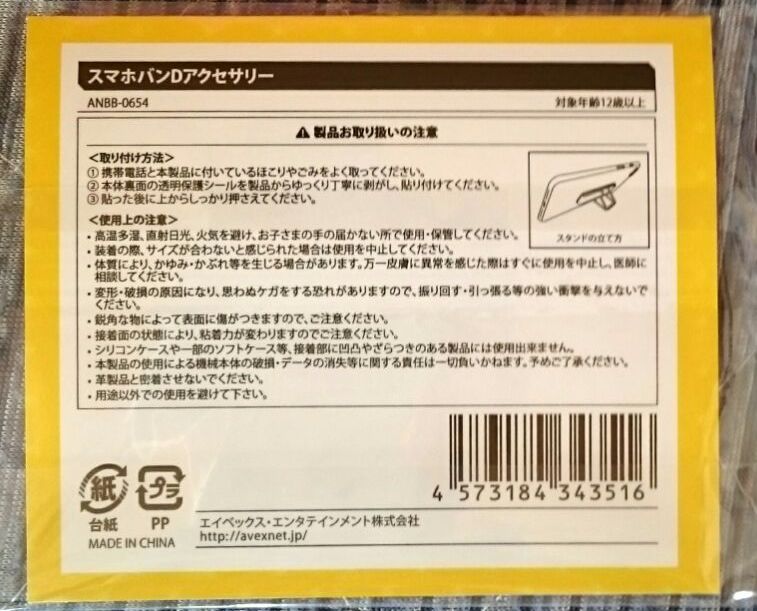 スマホバンDアクセサリー
ANBB-0654 対象年齢12歳以上
⚠ 製品お取り扱いの注意
<取り付け方法>
① 携帯電話と本製品に付いているほこりやごみをよく取ってください。
② 本体裏面の透明保護シールを製品からゆっくり丁寧に剥がし、貼り付けてください。
③ 貼った後に上からしっかり押さえてください。
スタンドの立て方
<使用上の注意>
・高温多湿、直射日光、火気を避け、お子さまの手の届かない所で使用・保管してください。
・装着の際、サイズが合わないと感じられた場合は使用を中止してください。
・体質により、かゆみ・かぶれ等を生じる場合があります。万一皮膚に異常を感じた際はすぐに使用を中止し、医師に
相談してください。
・変形・破損の原因になり、思わぬケガをする恐れがありますので、振り回す・引っ張る等の強い衝撃を与えないで
ください。
・鋭角な物によって表面に傷がつきますので、ご注意ください。
・接着面の状態により、粘着力が変わりますのでご注意ください。
・シリコンケースや一部のソフトケース等、接着部に凹凸やざらつきのある製品には使用出来ません。
・本製品の使用による機械本体の破損・データの消失等に関する責任は一切負いかねます。予めご了承ください。
・革製品と密着させないでください。
・用途以外での使用を避けて下さい。
4 573184 343516
紙 プラ
台紙 PP
MADE IN CHINA
エイベックス・エンタテインメント株式会社
http://avexnet.jp/